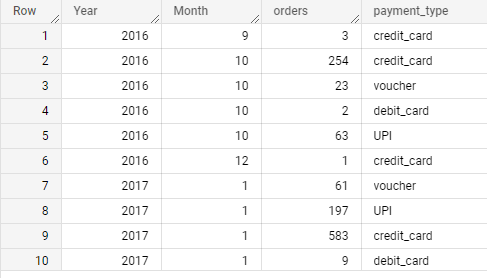 Row Year Month orders payment_type
1 2016 9 3 credit_card
2 2016 10 254 credit_card
3 2016 10 23 voucher
4 2016 10 2 debit_card
5 2016 10 63 UPI
6 2016 12 1 credit_card
7 2017 1 61 voucher
8 2017 1 197 UPI
9 2017 1 583 credit_card
10 2017 1 9 debit_card